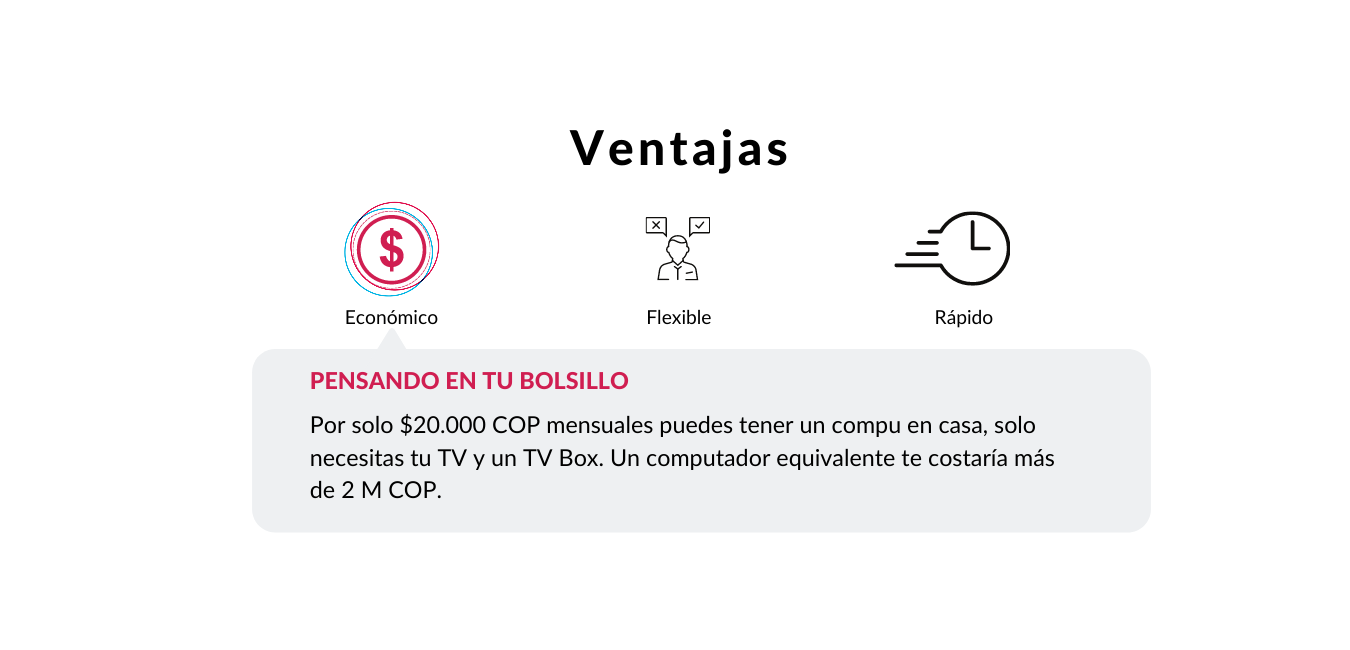 Ventajas
$
Económico
Flexible
Rápido
PENSANDO EN TU BOLSILLO
Por solo $20.000 COP mensuales puedes tener un compu en casa, solo
necesitas tu TV y un TV Box. Un computador equivalente te costaría más
de 2 M COP.